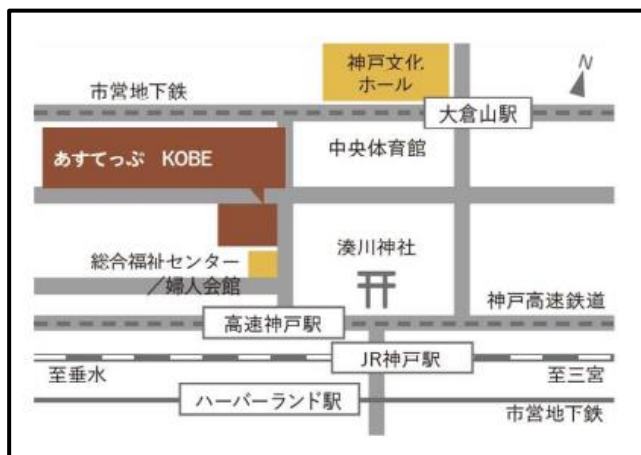 神戸文化
ホール
N
市営地下鉄
大倉山駅
あすてっぷ　KOBE
中央体育館
総合福祉センター
／婦人会館
湊川神社
神戸高速鉄道
高速神戸駅
JR神戸駅
至垂水
至三宮
ハーバーランド駅
市営地下鉄